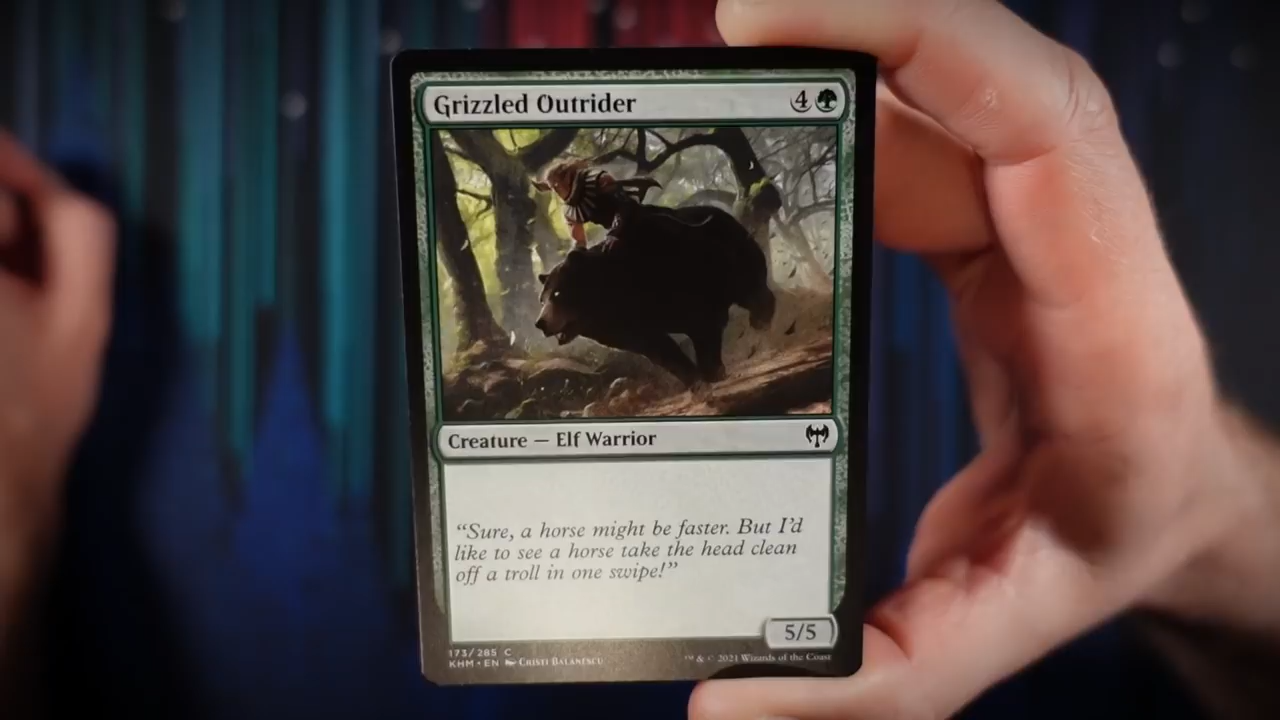 Grizzled Outrider 4
Creature — Elf Warrior
“Sure, a horse might be faster. But I’d
like to see a horse take the head clean
off a troll in one swipe!”
5/5
173/285 C
KHM • EN Cristi Balanescu
™ & © 2021 Wizards of the Coast